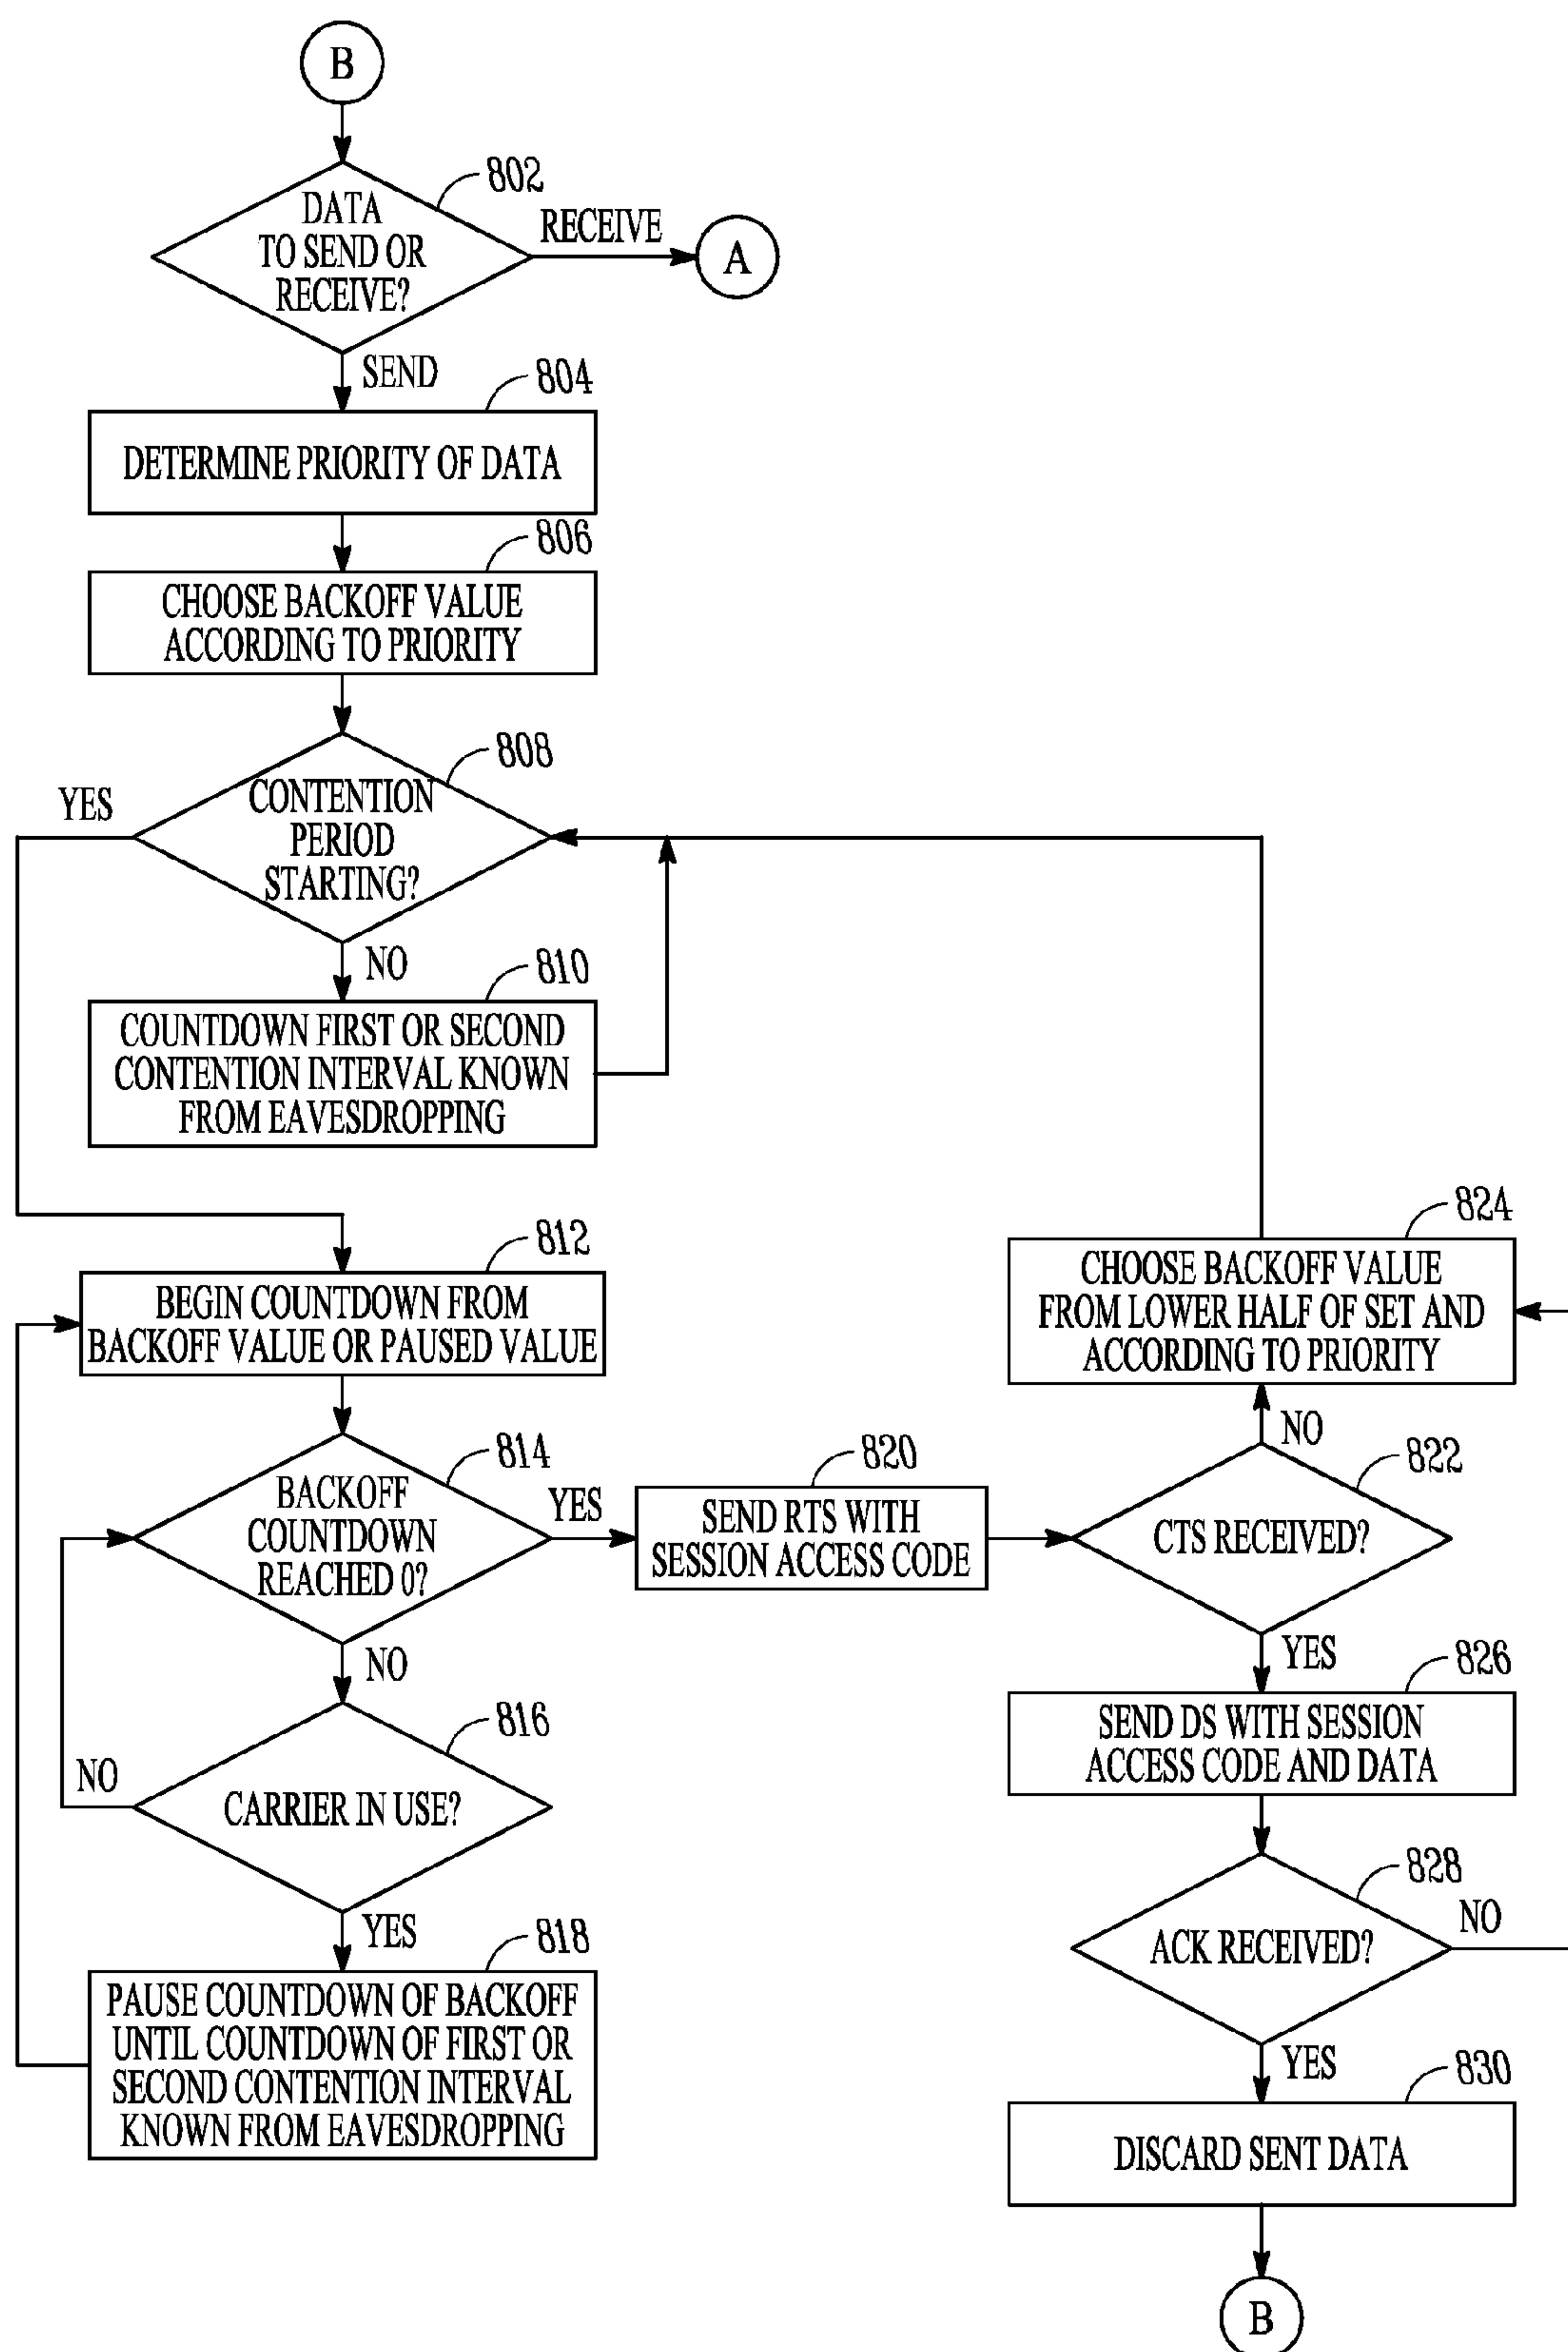 B
802
DATA
TO SEND OR
RECEIVE?
RECEIVE
A
SEND
804
DETERMINE PRIORITY OF DATA
806
CHOOSE BACKOFF VALUE
ACCORDING TO PRIORITY
808
YES
CONTENTION
PERIOD
STARTING?
NO
810
COUNTDOWN FIRST OR SECOND
CONTENTION INTERVAL KNOWN
FROM EAVESDROPPING
812
BEGIN COUNTDOWN FROM
BACKOFF VALUE OR PAUSED VALUE
814
BACKOFF
COUNTDOWN
REACHED 0?
YES
NO
816
CARRIER IN USE?
NO
YES
818
PAUSE COUNTDOWN OF BACKOFF
UNTIL COUNTDOWN OF FIRST OR
SECOND CONTENTION INTERVAL
KNOWN FROM EAVESDROPPING
820
SEND RTS WITH
SESSION ACCESS CODE
822
CTS RECEIVED?
NO
824
CHOOSE BACKOFF VALUE
FROM LOWER HALF OF SET AND
ACCORDING TO PRIORITY
YES
826
SEND DS WITH SESSION
ACCESS CODE AND DATA
828
ACK RECEIVED?
NO
YES
830
DISCARD SENT DATA
B